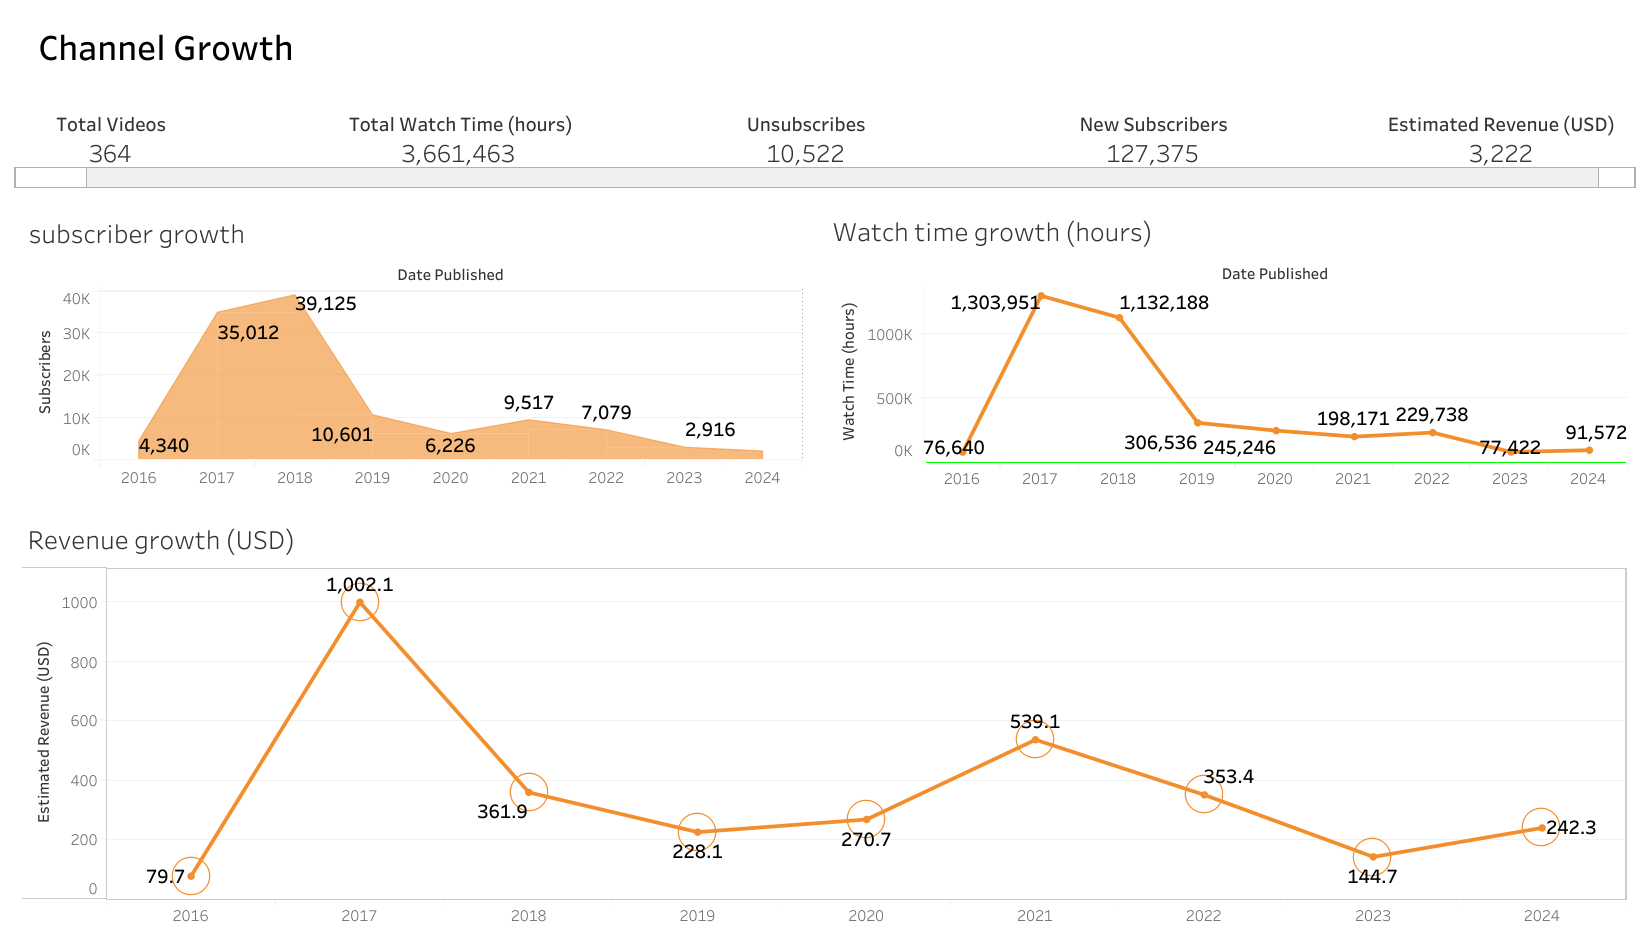 Channel Growth
Total Videos
364
Total Watch Time (hours)
3,661,463
Unsubscribes
10,522
New Subscribers
127,375
Estimated Revenue (USD)
3,222
subscriber growth
Date Published
Subscribers
40K
30K
20K
10K
0K
4,340
35,012
39,125
10,601
6,226
9,517
7,079
2,916
2016 2017 2018 2019 2020 2021 2022 2023 2024
Watch time growth (hours)
Date Published
Watch Time (hours)
1000K
500K
0K
76,640
1,303,951
1,132,188
306,536
245,246
198,171
229,738
77,422
91,572
2016 2017 2018 2019 2020 2021 2022 2023 2024
Revenue growth (USD)
Estimated Revenue (USD)
1000
800
600
400
200
0
79.7
1,002.1
361.9
228.1
270.7
539.1
353.4
144.7
242.3
2016 2017 2018 2019 2020 2021 2022 2023 2024